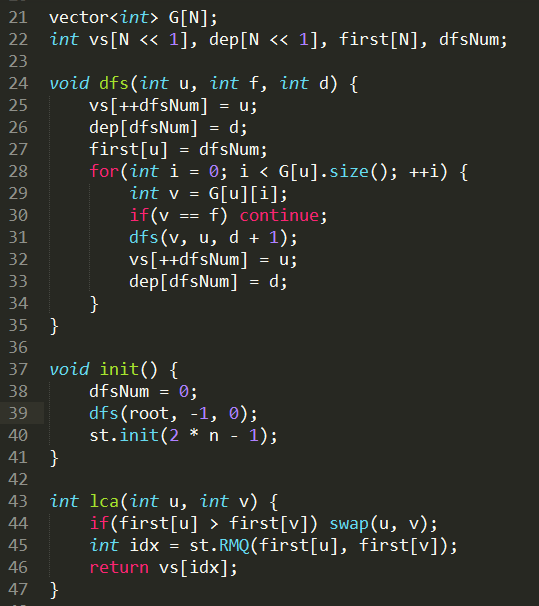 21 vector<int> G[N];
22 int vs[N << 1], dep[N << 1], first[N], dfsNum;
23
24 void dfs(int u, int f, int d) {
25     vs[++dfsNum] = u;
26     dep[dfsNum] = d;
27     first[u] = dfsNum;
28     for(int i = 0; i < G[u].size(); ++i) {
29         int v = G[u][i];
30         if(v == f) continue;
31         dfs(v, u, d + 1);
32         vs[++dfsNum] = u;
33         dep[dfsNum] = d;
34     }
35 }
36
37 void init() {
38     dfsNum = 0;
39     dfs(root, -1, 0);
40     st.init(2 * n - 1);
41 }
42
43 int lca(int u, int v) {
44     if(first[u] > first[v]) swap(u, v);
45     int idx = st.RMQ(first[u], first[v]);
46     return vs[idx];
47 }